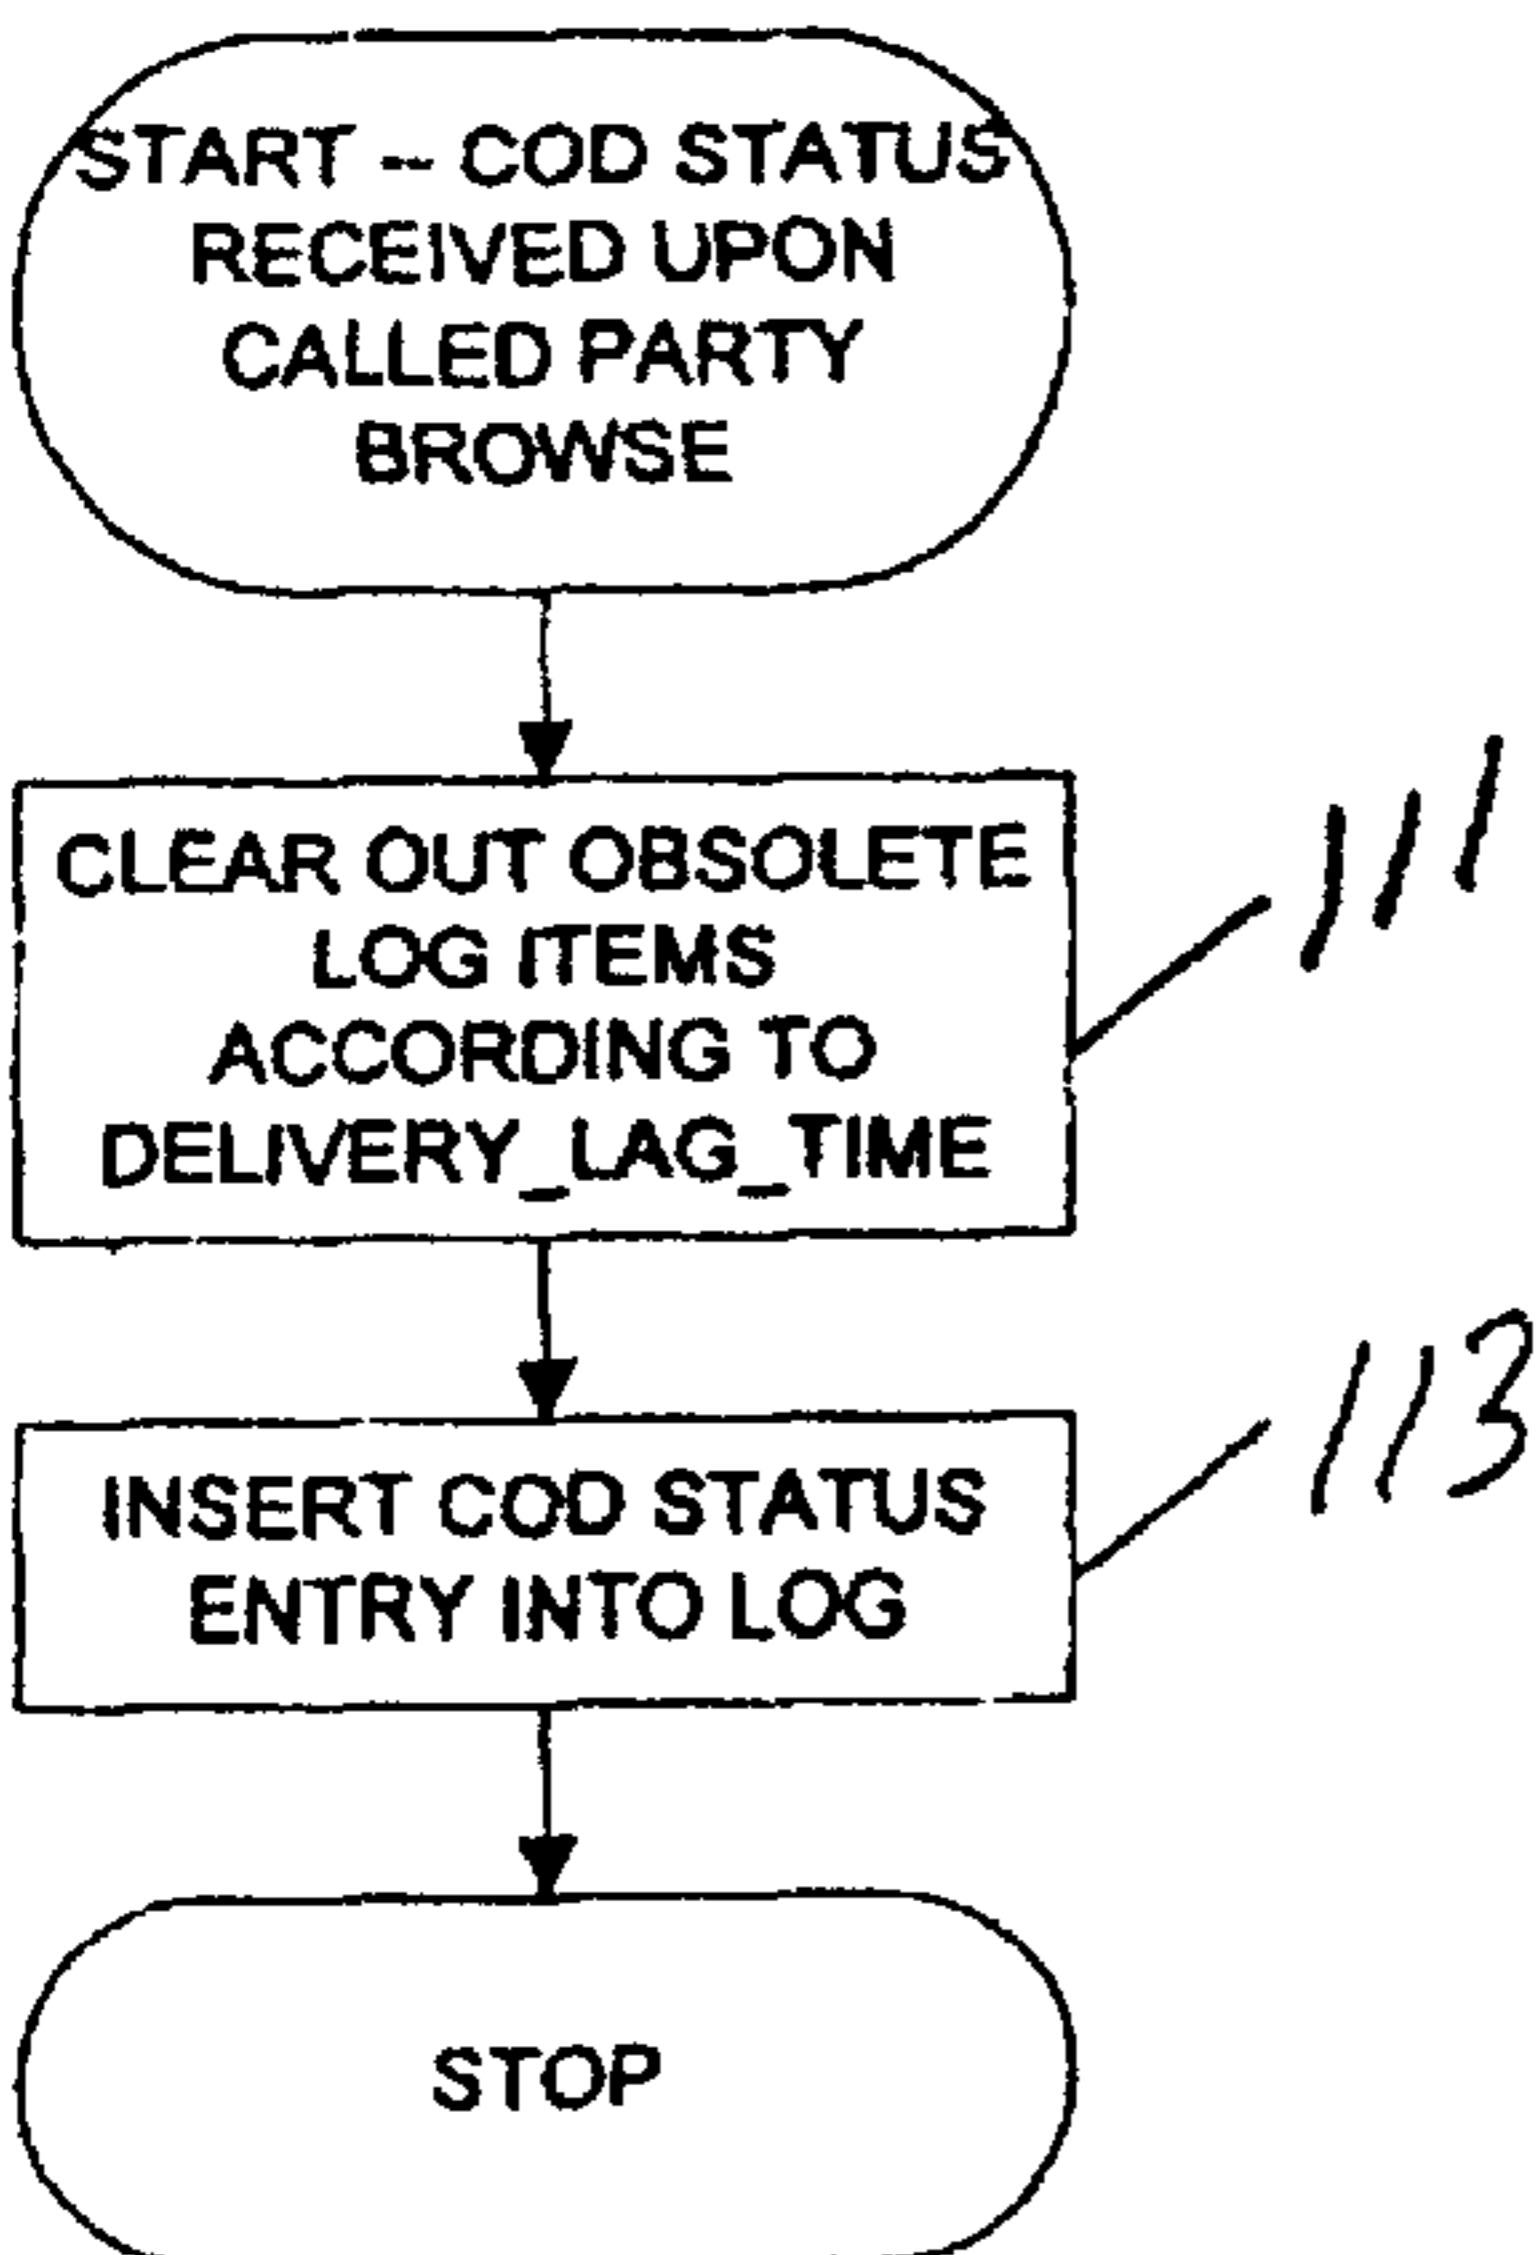 START -- COD STATUS
RECEIVED UPON
CALLED PARTY
BROWSE
CLEAR OUT OBSOLETE
LOG ITEMS
ACCORDING TO
DELIVERY_LAG_TIME
111
INSERT COD STATUS
ENTRY INTO LOG
113
STOP